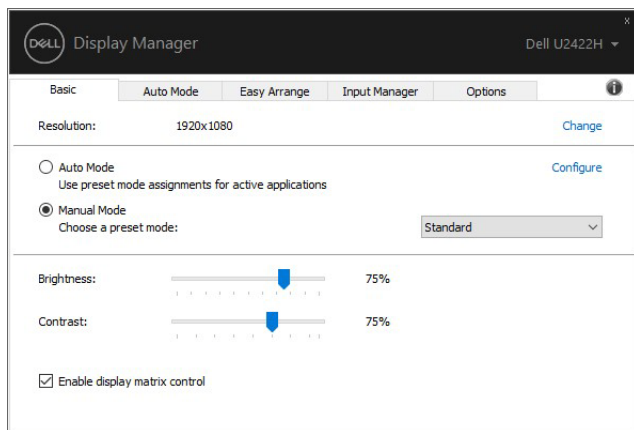 x
DELL Display Manager Dell U2422H
Basic Auto Mode Easy Arrange Input Manager Options i
Resolution: 1920x1080 Change
Auto Mode Configure
Use preset mode assignments for active applications
Manual Mode
Choose a preset mode: Standard
Brightness: 75%
Contrast: 75%
Enable display matrix control